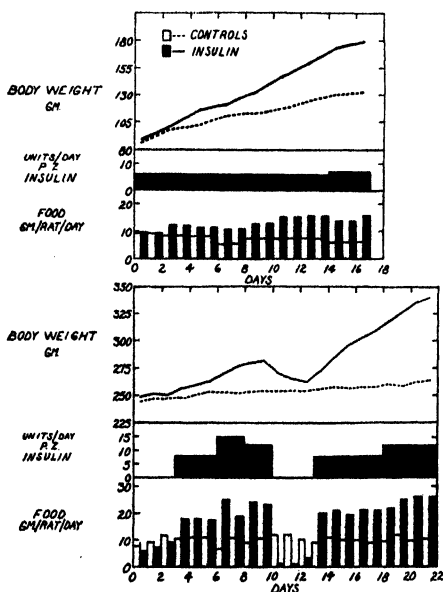 180
CONTROLS
INSULIN
155
BODY WEIGHT
GM.
130
105
80
UNITS/DAY
P. Z.
INSULIN
10
0
FOOD
GM/RAT/DAY
20
10
0
0 2 4 6 8 10 12 14 16 18
DAYS
350
325
300
BODY WEIGHT
GM.
275
250
225
UNITS/DAY
P. Z.
INSULIN
15
10
5
0
30
FOOD
GM/RAT/DAY
20
10
0
0 2 4 6 8 10 12 14 16 18 20 22
DAYS